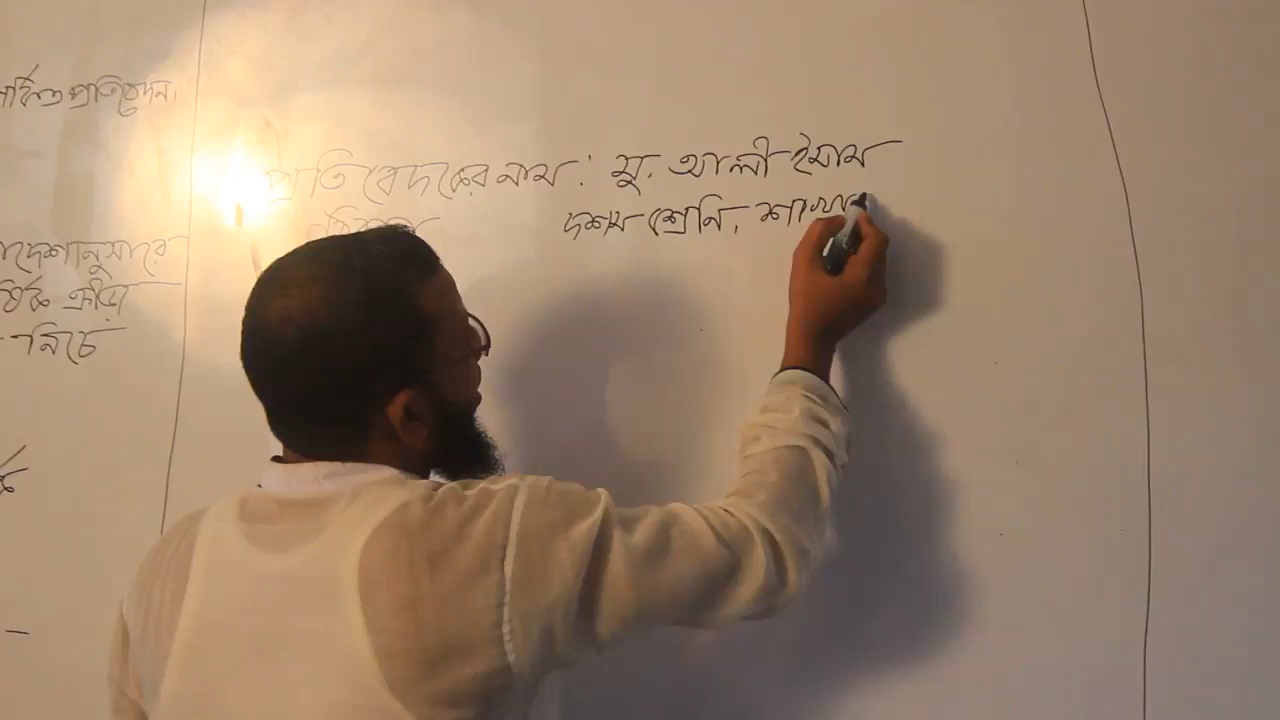 প্রতিবেদন।
দেশানুসারে
ক্রীড়া
নিচে
প্রতিবেদকের নাম : মু. আলী ইমাম
দশম শ্রেণি, শাখা